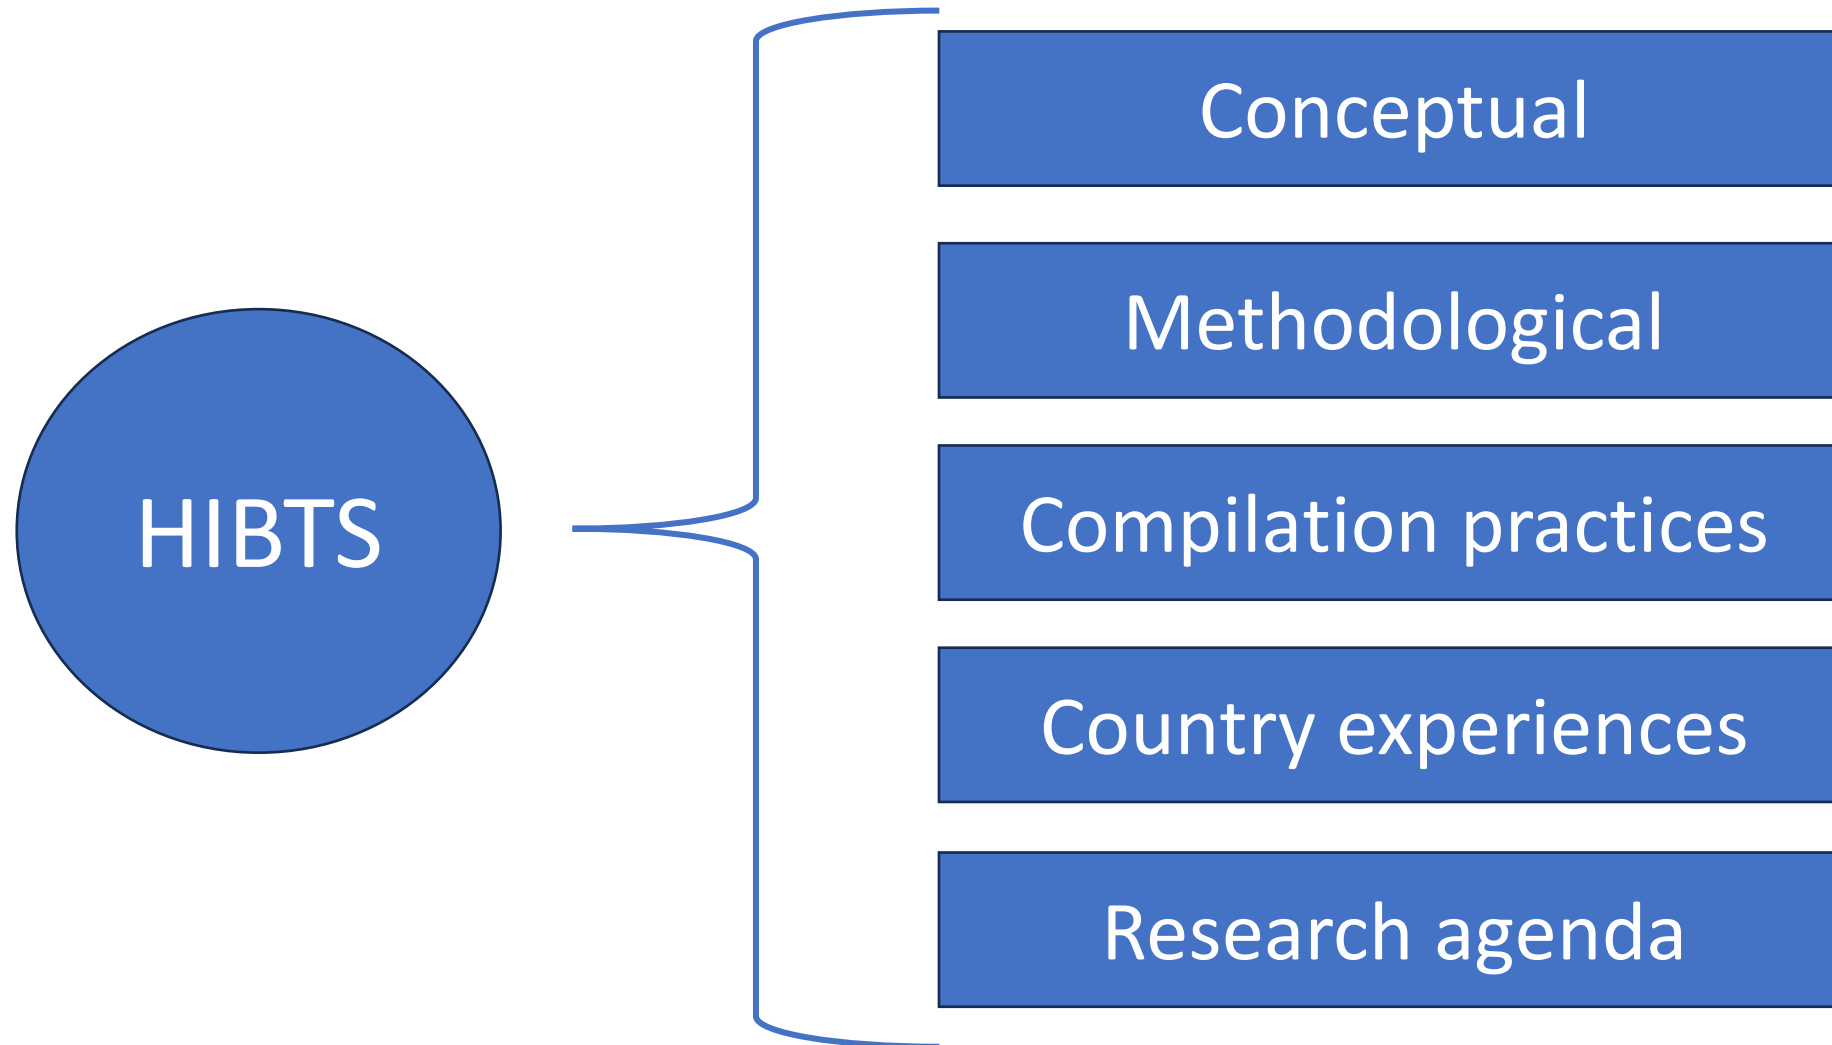 HIBTS
Conceptual
Methodological
Compilation practices
Country experiences
Research agenda